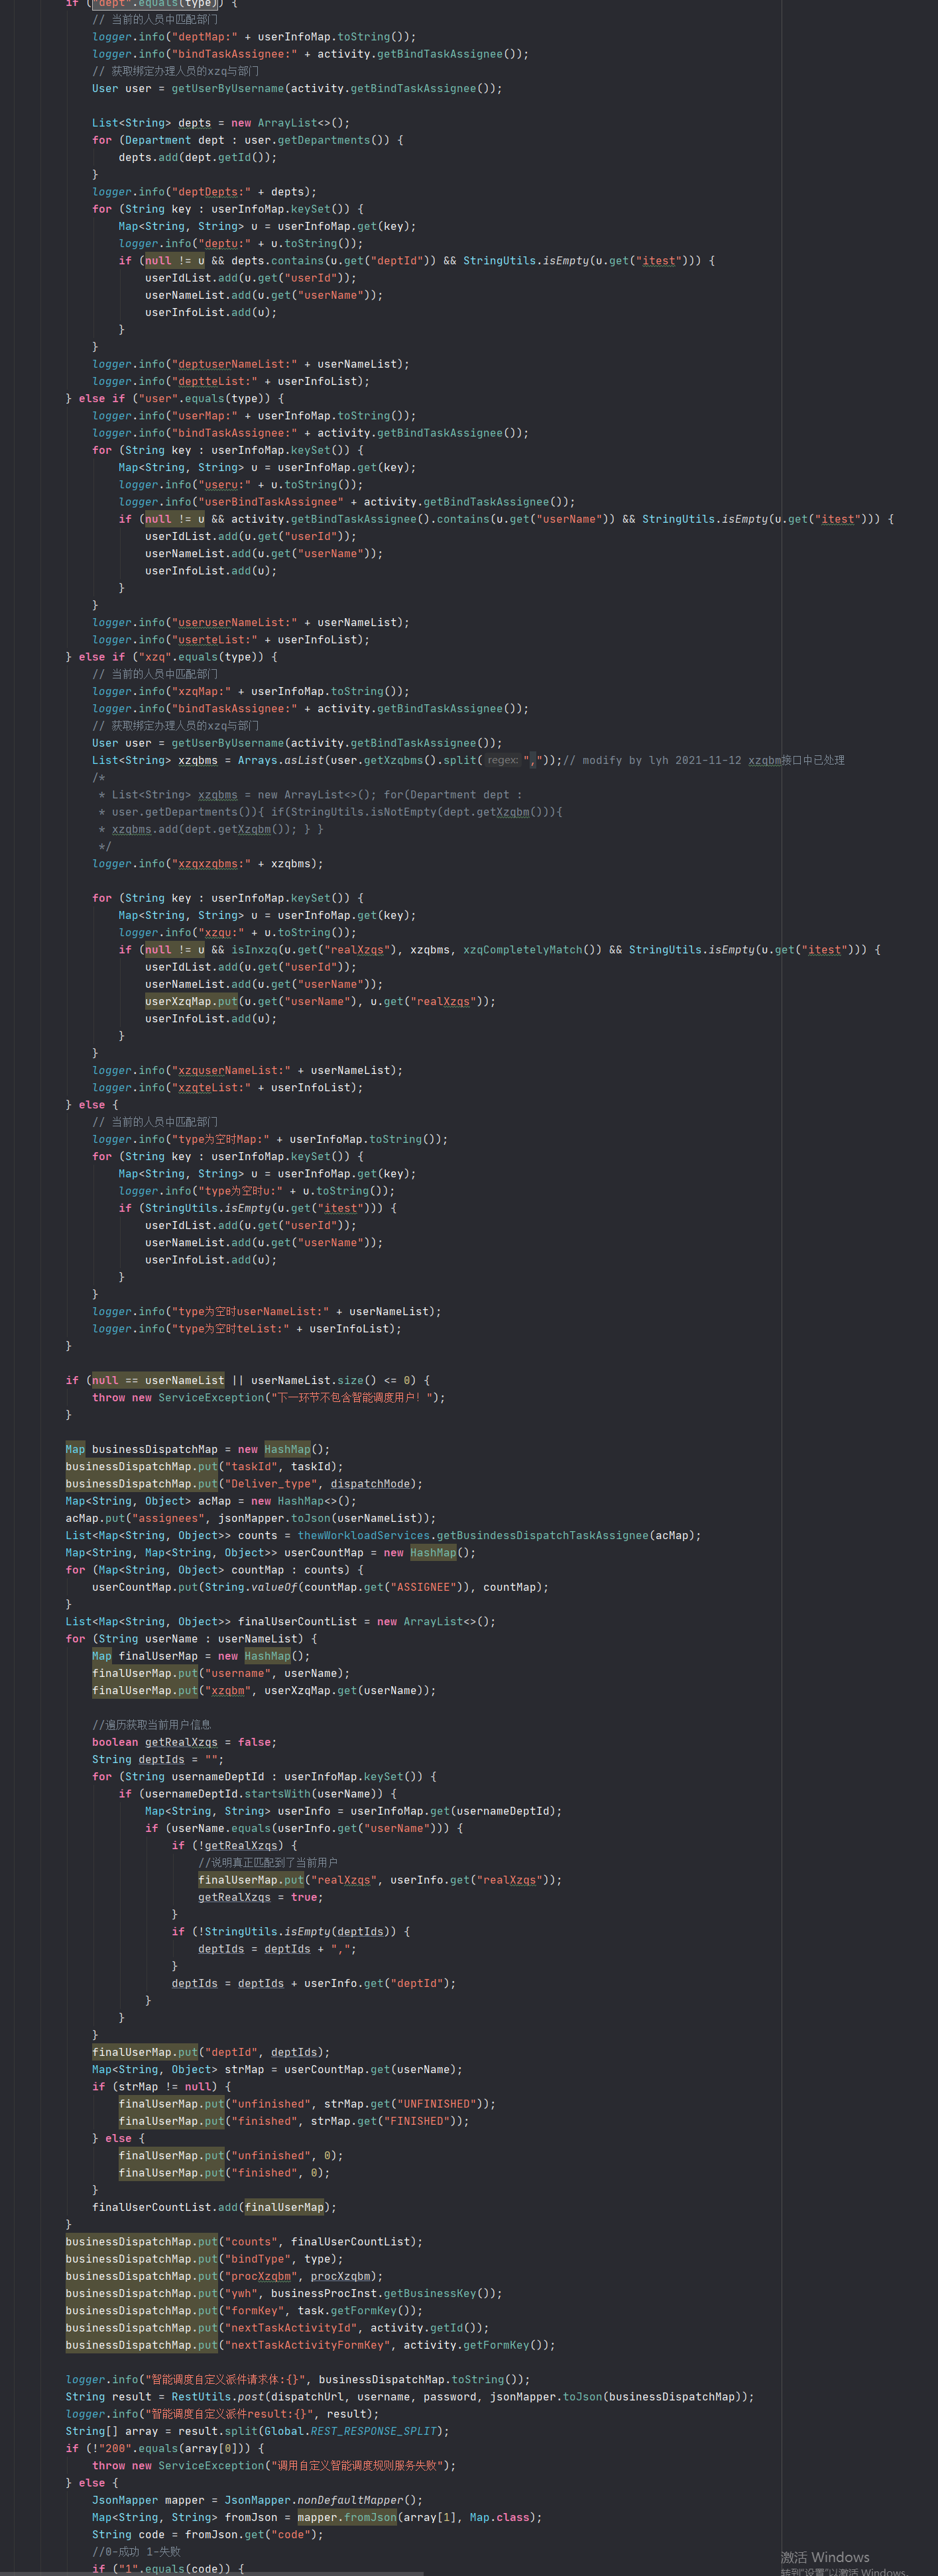 if ("dept".equals(type)) {
// 当前的人员中匹配部门
logger.info("deptMap:" + userInfoMap.toString());
logger.info("bindTaskAssignee:" + activity.getBindTaskAssignee());
// 获取绑定办理人员的xzq与部门
User user = getUserByUsername(activity.getBindTaskAssignee());
List<String> depts = new ArrayList<>();
for (Department dept : user.getDepartments()) {
depts.add(dept.getId());
}
logger.info("deptDepts:" + depts);
for (String key : userInfoMap.keySet()) {
Map<String, String> u = userInfoMap.get(key);
logger.info("deptu:" + u.toString());
if (null != u && depts.contains(u.get("deptId")) && StringUtils.isEmpty(u.get("itest"))) {
userIdList.add(u.get("userId"));
userNameList.add(u.get("userName"));
userInfoList.add(u);
}
}
logger.info("deptuserNameList:" + userNameList);
logger.info("deptteList:" + userInfoList);
} else if ("user".equals(type)) {
logger.info("userMap:" + userInfoMap.toString());
logger.info("bindTaskAssignee:" + activity.getBindTaskAssignee());
for (String key : userInfoMap.keySet()) {
Map<String, String> u = userInfoMap.get(key);
logger.info("useru:" + u.toString());
logger.info("userBindTaskAssignee" + activity.getBindTaskAssignee());
if (null != u && activity.getBindTaskAssignee().contains(u.get("userName")) && StringUtils.isEmpty(u.get("itest"))) {
userIdList.add(u.get("userId"));
userNameList.add(u.get("userName"));
userInfoList.add(u);
}
}
logger.info("useruserNameList:" + userNameList);
logger.info("userteList:" + userInfoList);
} else if ("xzq".equals(type)) {
// 当前的人员中匹配部门
logger.info("xzqMap:" + userInfoMap.toString());
logger.info("bindTaskAssignee:" + activity.getBindTaskAssignee());
// 获取绑定办理人员的xzq与部门
User user = getUserByUsername(activity.getBindTaskAssignee());
List<String> xzqbms = Arrays.asList(user.getXzqbms().split( regex: ","));// modify by lyh 2021-11-12 xzqbm接口中已处理
/*
* List<String> xzqbms = new ArrayList<>(); for(Department dept :
* user.getDepartments()){ if(StringUtils.isNotEmpty(dept.getXzqbm())){
* xzqbms.add(dept.getXzqbm()); } }
*/
logger.info("xzqxzqbms:" + xzqbms);
for (String key : userInfoMap.keySet()) {
Map<String, String> u = userInfoMap.get(key);
logger.info("xzqu:" + u.toString());
if (null != u && isInxzq(u.get("realXzqs"), xzqbms, xzqCompletelyMatch()) && StringUtils.isEmpty(u.get("itest"))) {
userIdList.add(u.get("userId"));
userNameList.add(u.get("userName"));
userXzqMap.put(u.get("userName"), u.get("realXzqs"));
userInfoList.add(u);
}
}
logger.info("xzquserNameList:" + userNameList);
logger.info("xzqteList:" + userInfoList);
} else {
// 当前的人员中匹配部门
logger.info("type为空时Map:" + userInfoMap.toString());
for (String key : userInfoMap.keySet()) {
Map<String, String> u = userInfoMap.get(key);
logger.info("type为空时u:" + u.toString());
if (StringUtils.isEmpty(u.get("itest"))) {
userIdList.add(u.get("userId"));
userNameList.add(u.get("userName"));
userInfoList.add(u);
}
}
logger.info("type为空时userNameList:" + userNameList);
logger.info("type为空时teList:" + userInfoList);
}
if (null == userNameList || userNameList.size() <= 0) {
throw new ServiceException("下一环节不包含智能调度用户! ");
}
Map businessDispatchMap = new HashMap();
businessDispatchMap.put("taskId", taskId);
businessDispatchMap.put("Deliver_type", dispatchMode);
Map<String, Object> acMap = new HashMap<>();
acMap.put("assignees", jsonMapper.toJson(userNameList));
List<Map<String, Object>> counts = thewWorkloadServices.getBusindessDispatchTaskAssignee(acMap);
Map<String, Map<String, Object>> userCountMap = new HashMap();
for (Map<String, Object> countMap : counts) {
userCountMap.put(String.valueOf(countMap.get("ASSIGNEE")), countMap);
}
List<Map<String, Object>> finalUserCountList = new ArrayList<>();
for (String userName : userNameList) {
Map finalUserMap = new HashMap();
finalUserMap.put("username", userName);
finalUserMap.put("xzqbm", userXzqMap.get(userName));
//遍历获取当前用户信息
boolean getRealXzqs = false;
String deptIds = "";
for (String usernameDeptId : userInfoMap.keySet()) {
if (usernameDeptId.startsWith(userName)) {
Map<String, String> userInfo = userInfoMap.get(usernameDeptId);
if (userName.equals(userInfo.get("userName"))) {
if (!getRealXzqs) {
//说明真正匹配到了当前用户
finalUserMap.put("realXzqs", userInfo.get("realXzqs"));
getRealXzqs = true;
}
if (!StringUtils.isEmpty(deptIds)) {
deptIds = deptIds + ",";
}
deptIds = deptIds + userInfo.get("deptId");
}
}
}
finalUserMap.put("deptId", deptIds);
Map<String, Object> strMap = userCountMap.get(userName);
if (strMap != null) {
finalUserMap.put("unfinished", strMap.get("UNFINISHED"));
finalUserMap.put("finished", strMap.get("FINISHED"));
} else {
finalUserMap.put("unfinished", 0);
finalUserMap.put("finished", 0);
}
finalUserCountList.add(finalUserMap);
}
businessDispatchMap.put("counts", finalUserCountList);
businessDispatchMap.put("bindType", type);
businessDispatchMap.put("procXzqbm", procXzqbm);
businessDispatchMap.put("ywh", businessProcInst.getBusinessKey());
businessDispatchMap.put("formKey", task.getFormKey());
businessDispatchMap.put("nextTaskActivityId", activity.getId());
businessDispatchMap.put("nextTaskActivityFormKey", activity.getFormKey());
logger.info("智能调度自定义派件请求体:{}", businessDispatchMap.toString());
String result = RestUtils.post(dispatchUrl, username, password, jsonMapper.toJson(businessDispatchMap));
logger.info("智能调度自定义派件result:{}", result);
String[] array = result.split(Global.REST_RESPONSE_SPLIT);
if (!"200".equals(array[0])) {
throw new ServiceException("调用自定义智能调度规则服务失败");
} else {
JsonMapper mapper = JsonMapper.nonDefaultMapper();
Map<String, String> fromJson = mapper.fromJson(array[1], Map.class);
String code = fromJson.get("code");
//0-成功 1-失败
if ("1".equals(code)) {
激活 Windows
转到"设置"以激活 Windows。